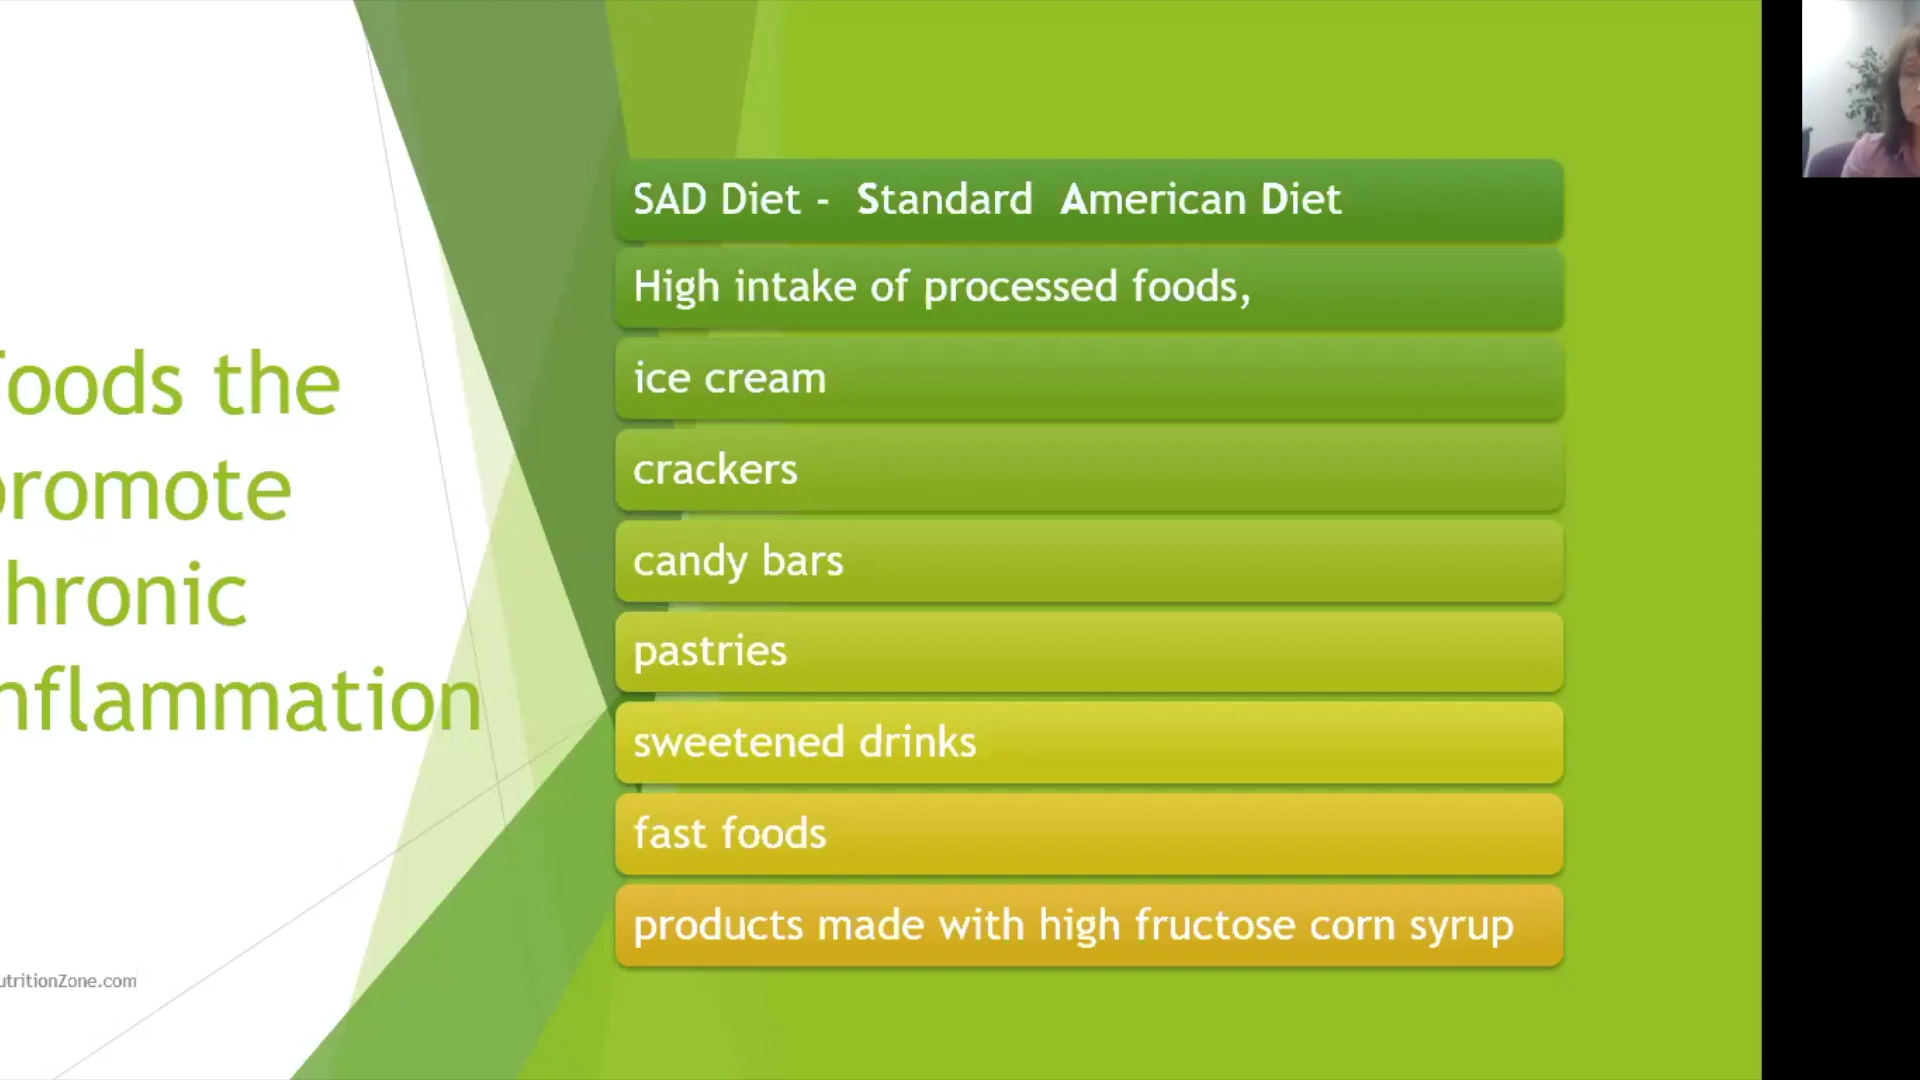 oods the
promote
hronic
nflammation
SAD Diet - Standard American Diet
High intake of processed foods,
ice cream
crackers
candy bars
pastries
sweetened drinks
fast foods
products made with high fructose corn syrup
utritionZone.com